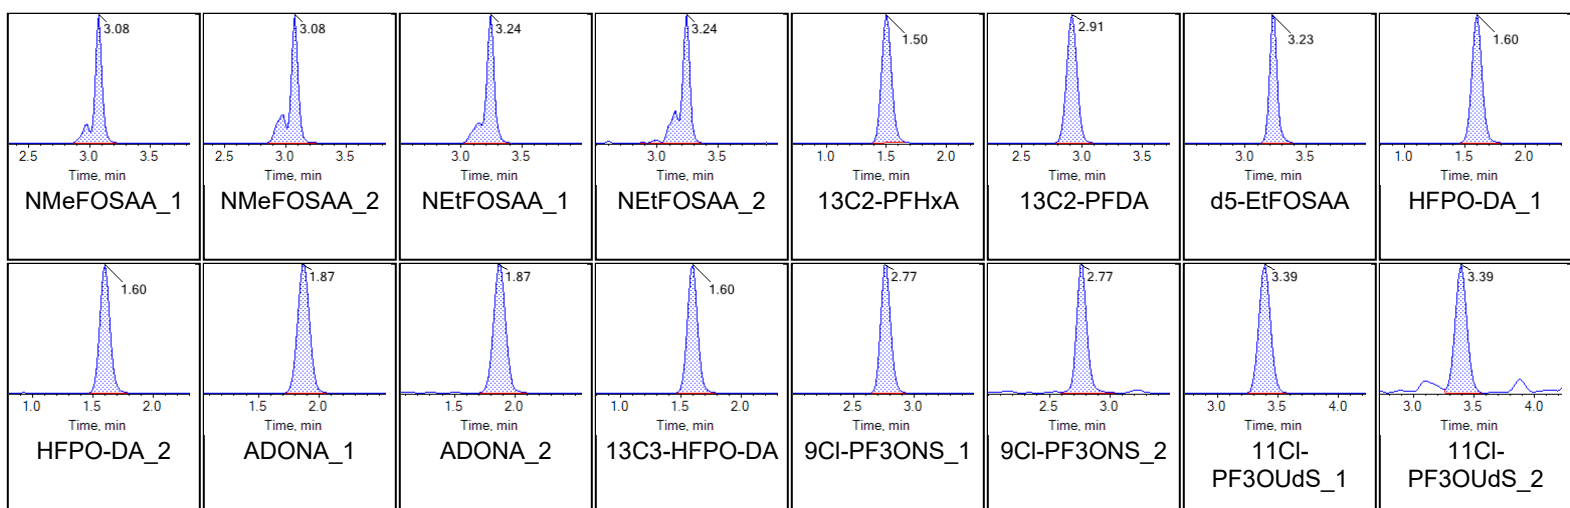 3.08
2.5 3.0 3.5
Time, min
NMeFOSAA_1
3.08
2.5 3.0 3.5
Time, min
NMeFOSAA_2
3.24
3.0 3.5
Time, min
NEtFOSAA_1
3.24
3.0 3.5
Time, min
NEtFOSAA_2
1.50
1.0 1.5 2.0
Time, min
13C2-PFHxA
2.91
2.5 3.0 3.5
Time, min
13C2-PFDA
3.23
3.0 3.5
Time, min
d5-EtFOSAA
1.60
1.0 1.5 2.0
Time, min
HFPO-DA_1
1.60
1.0 1.5 2.0
Time, min
HFPO-DA_2
1.87
1.5 2.0
Time, min
ADONA_1
1.87
1.5 2.0
Time, min
ADONA_2
1.60
1.0 1.5 2.0
Time, min
13C3-HFPO-DA
2.77
2.5 3.0
Time, min
9Cl-PF3ONS_1
2.77
2.5 3.0
Time, min
9Cl-PF3ONS_2
3.39
3.0 3.5 4.0
Time, min
11Cl-
PF3OUdS_1
3.39
3.0 3.5 4.0
Time, min
11Cl-
PF3OUdS_2